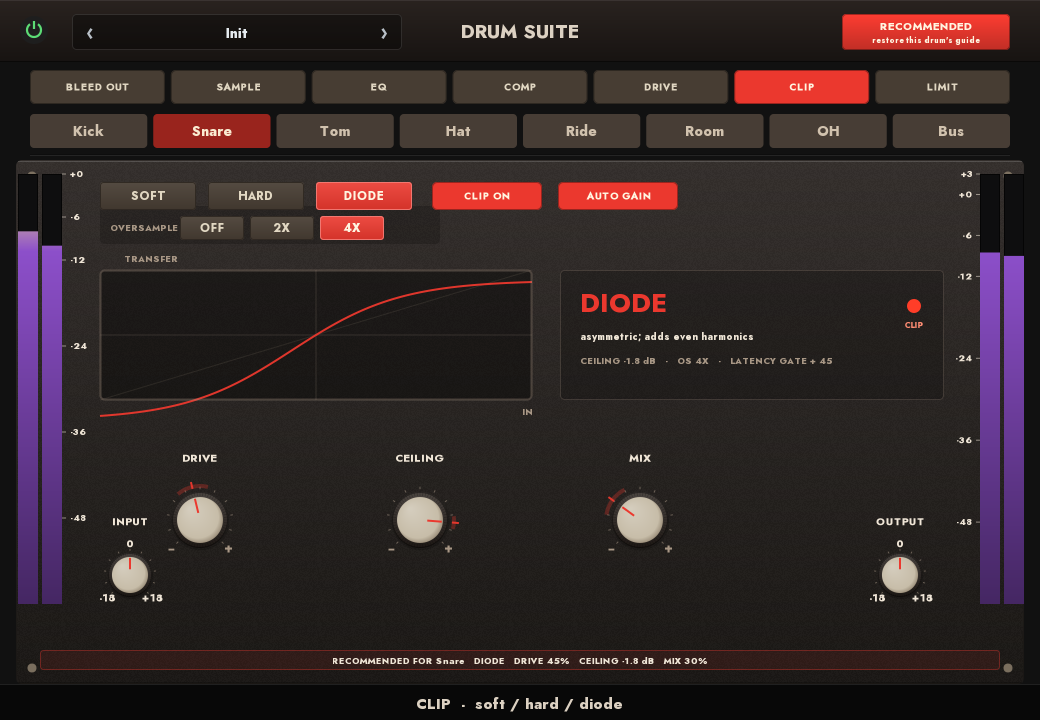 ‹ Init ›
DRUM SUITE
RECOMMENDED
restore this drum's guide
BLEED OUT SAMPLE EQ COMP DRIVE CLIP LIMIT
Kick Snare Tom Hat Ride Room OH Bus
SOFT HARD DIODE CLIP ON AUTO GAIN
OVERSAMPLE OFF 2X 4X
TRANSFER
IN
+0
-6
-12
-24
-36
-48
DIODE
CLIP
asymmetric; adds even harmonics
CEILING -1.8 dB · OS 4X · LATENCY GATE + 45
+3
+0
-6
-12
-24
-36
-48
DRIVE CEILING MIX
− + − + − +
INPUT
0
-18 +18
OUTPUT
0
-18 +18
RECOMMENDED FOR Snare DIODE DRIVE 45% CEILING -1.8 dB MIX 30%
CLIP - soft / hard / diode